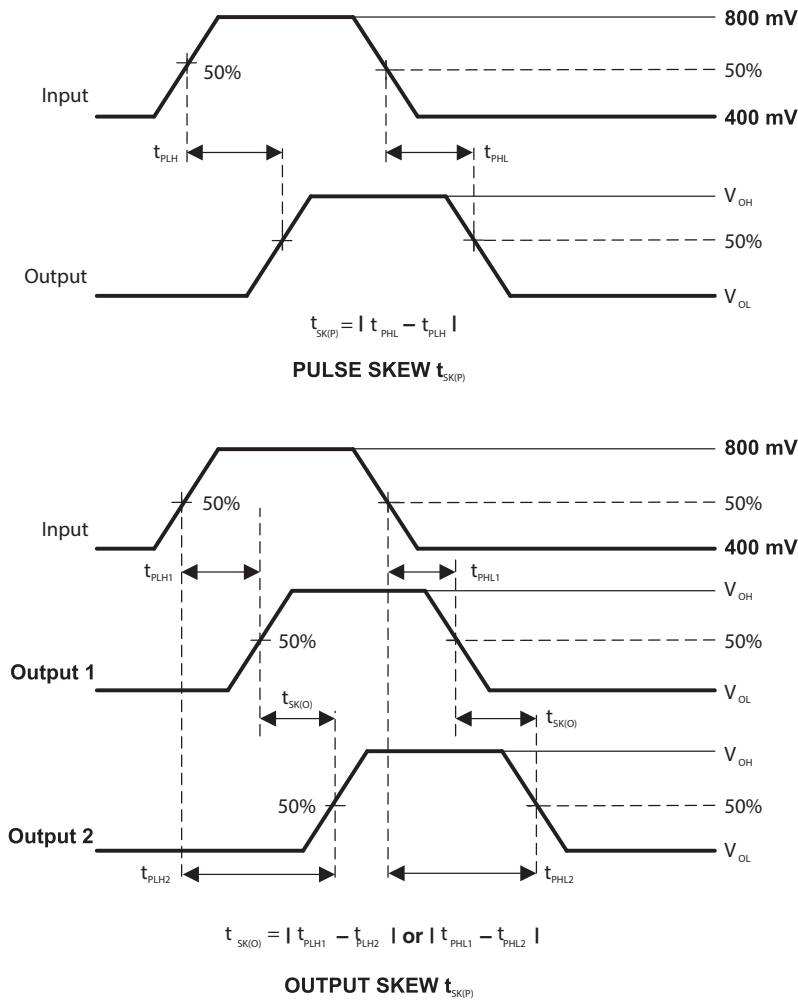 800 mV
50%
50%
Input
400 mV
tPLH
tPHL
VOH
50%
Output
VOL
tSK(P) = | tPHL – tPLH |
PULSE SKEW tSK(P)
800 mV
50%
50%
Input
400 mV
tPLH1
tPHL1
VOH
50%
50%
Output 1
VOL
tSK(O)
tSK(O)
VOH
50%
50%
Output 2
VOL
tPLH2
tPHL2
tSK(O) = | tPLH1 – tPLH2 | or | tPHL1 – tPHL2 |
OUTPUT SKEW tSK(P)